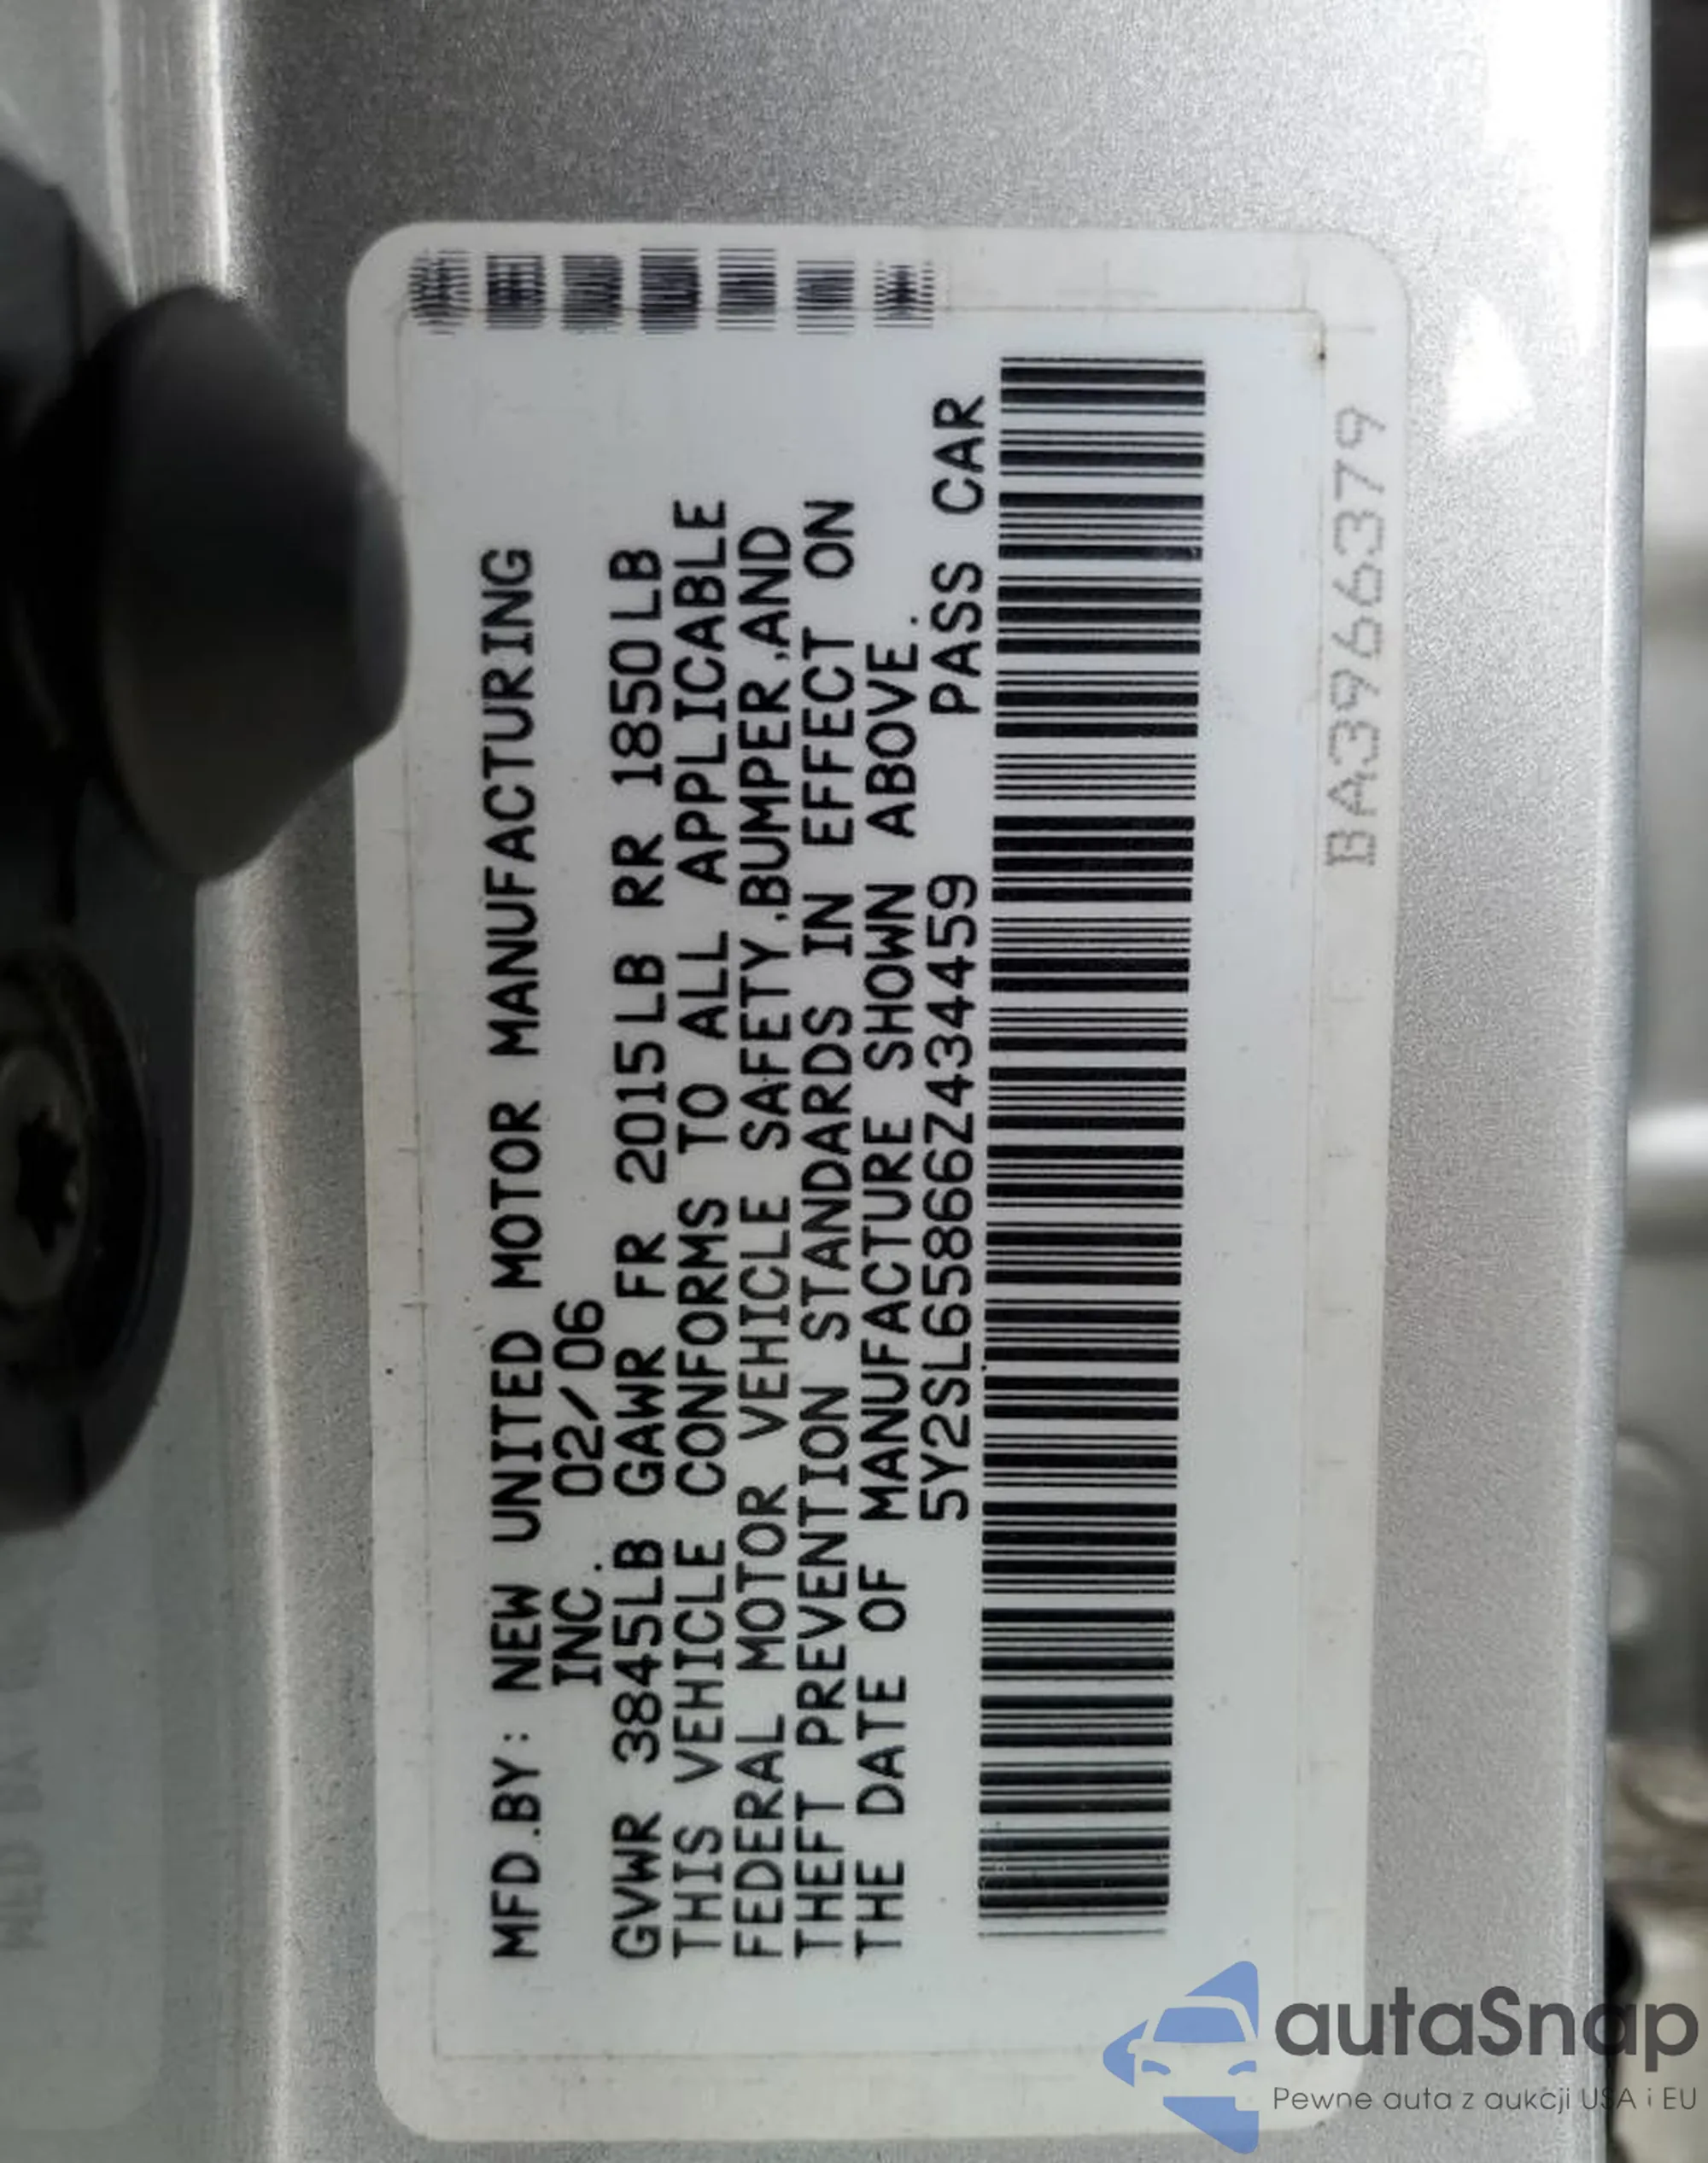 MFD.BY: NEW UNITED MOTOR MANUFACTURING
INC. 02/06
GVWR 3845LB GAWR FR 2015LB RR 1850LB
THIS VEHICLE CONFORMS TO ALL APPLICABLE
FEDERAL MOTOR VEHICLE SAFETY,BUMPER,AND
THEFT PREVENTION STANDARDS IN EFFECT ON
THE DATE OF MANUFACTURE SHOWN ABOVE.
5Y2SL65866Z434459 PASS CAR
BA3966379
autaSnap
Pewne auta z aukcji USA i EU